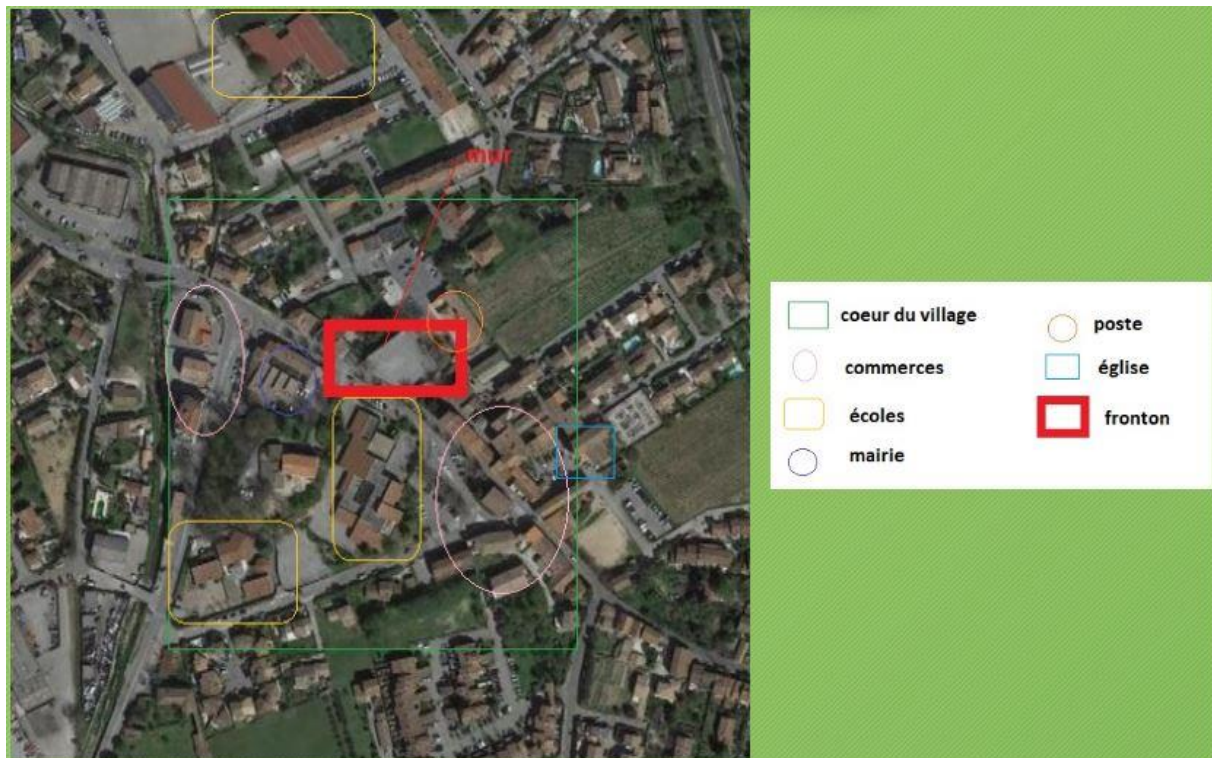 mur
coeur du village
commerces
écoles
mairie
poste
église
fronton